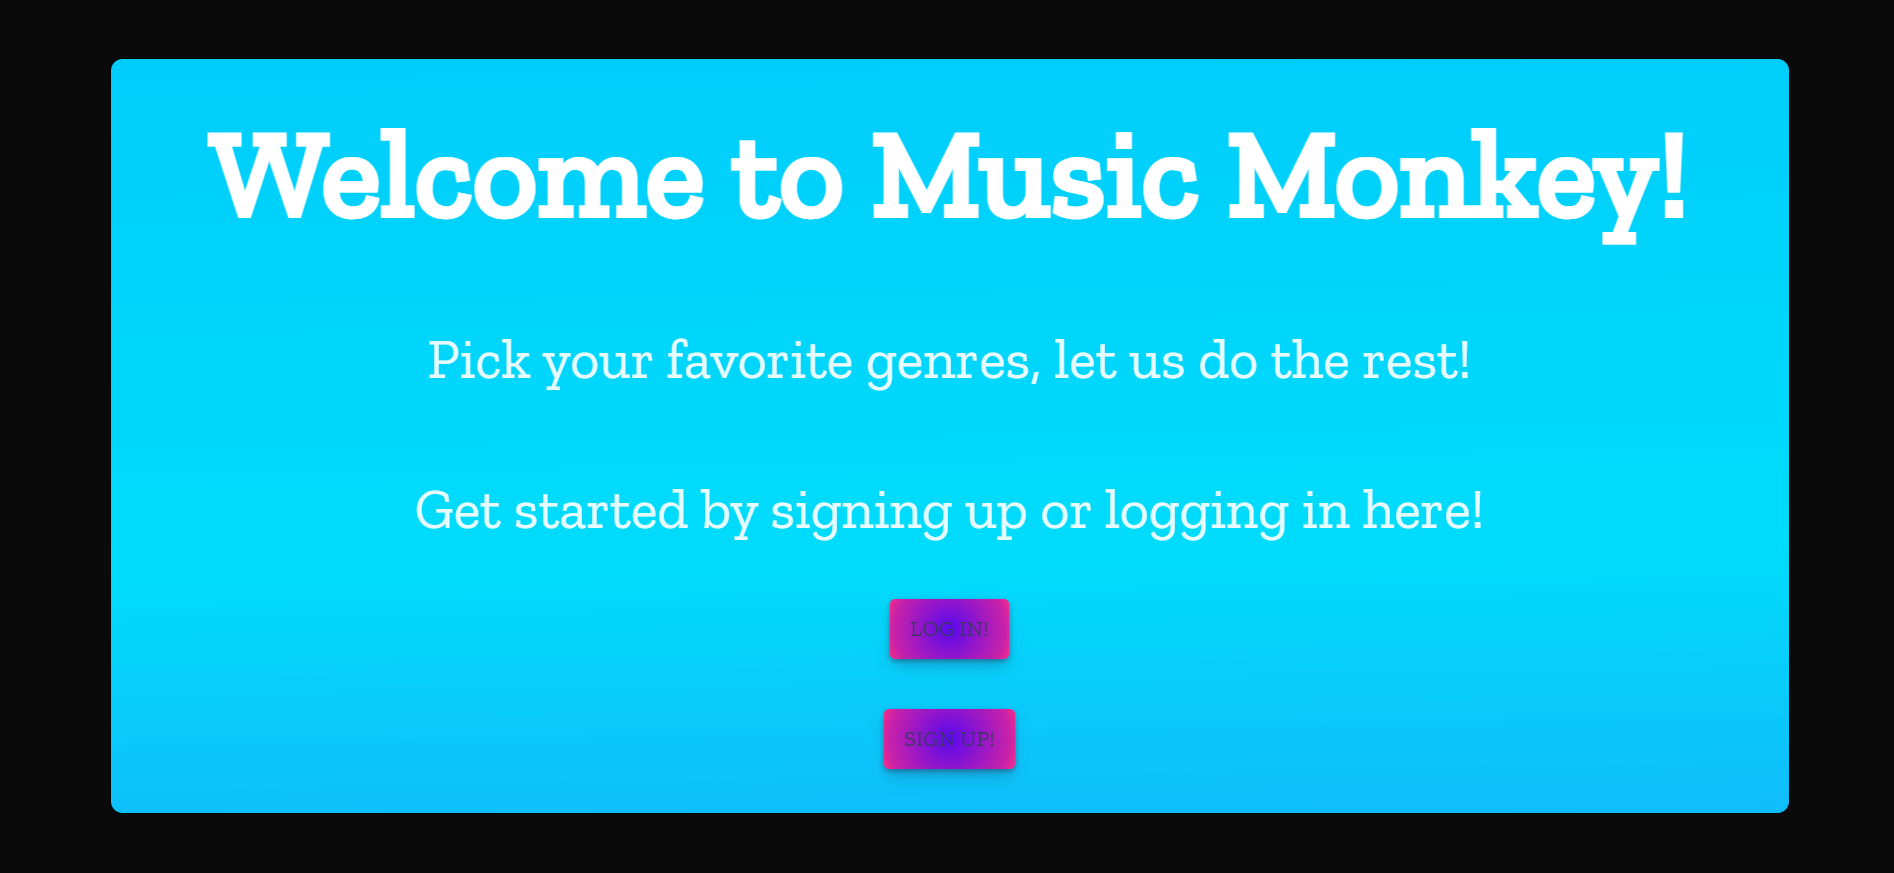 Welcome to Music Monkey!
Pick your favorite genres, let us do the rest!
Get started by signing up or logging in here!
LOG IN!
SIGN UP!